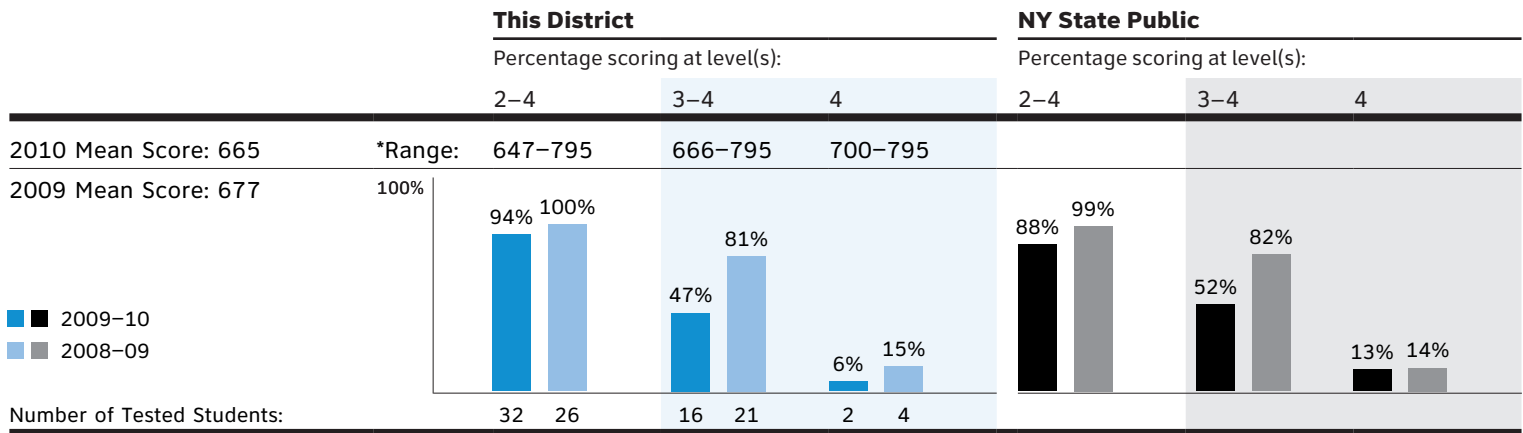 This District NY State Public
Percentage scoring at level(s): Percentage scoring at level(s):
2–4 3–4 4 2–4 3–4 4
2010 Mean Score: 665 *Range: 647–795 666–795 700–795
2009 Mean Score: 677 100%
94% 100% 47% 81% 6% 15% 88% 99% 52% 82% 13% 14%
2009–10
2008–09
Number of Tested Students: 32 26 16 21 2 4